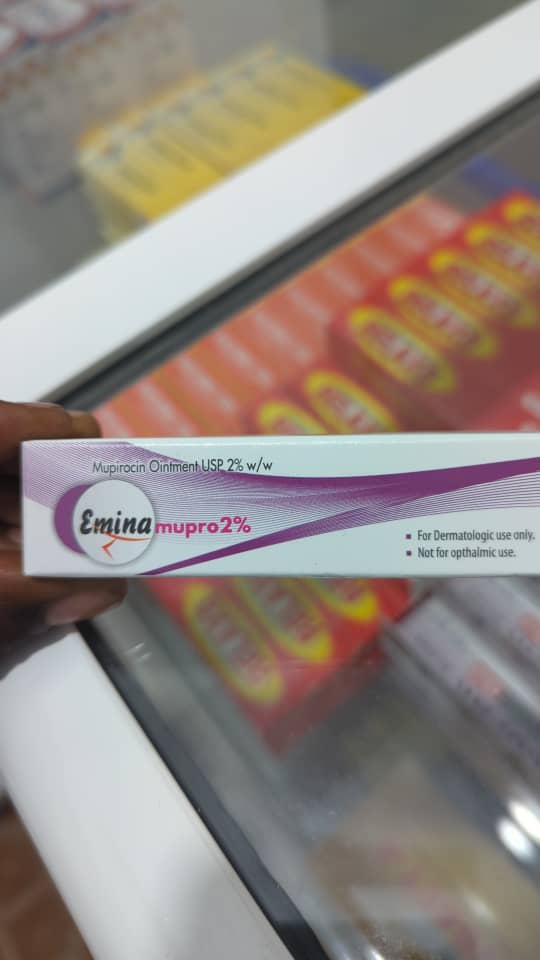 Mupirocin Ointment USP 2% w/w
Emina mupro2%
For Dermatologic use only.
Not for opthalmic use.